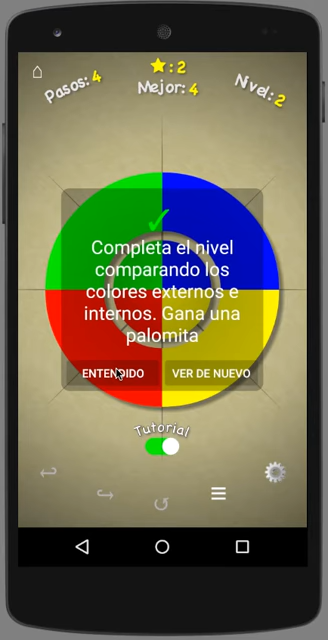 Pasos: 4
★: 2
Mejor: 4
Nivel: 2
Completa el nivel
comparando los
colores externos e
internos. Gana una
palomita
ENTENDIDO
VER DE NUEVO
Tutorial